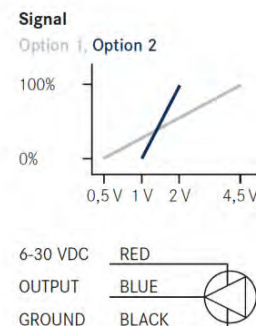 Signal
Option 1, Option 2
100%
0%
0,5 V 1 V 2 V 4,5 V
6-30 VDC RED
OUTPUT BLUE
GROUND BLACK